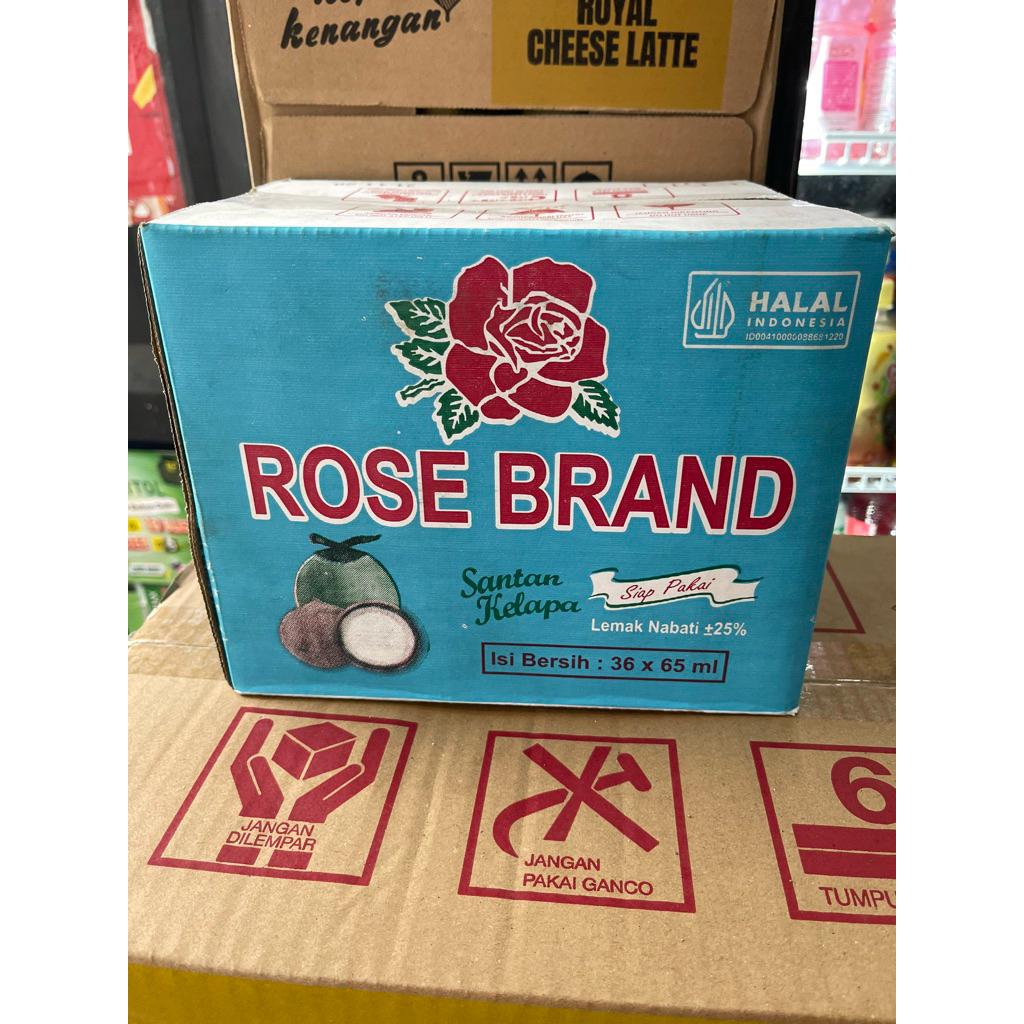 kenangan
ROYAL
CHEESE LATTE
HALAL
INDONESIA
ID00410000088681220
ROSE BRAND
Santan
Kelapa
Siap Pakai
Lemak Nabati ±25%
Isi Bersih : 36 x 65 ml
JANGAN
DILEMPAR
JANGAN
PAKAI GANCO
6